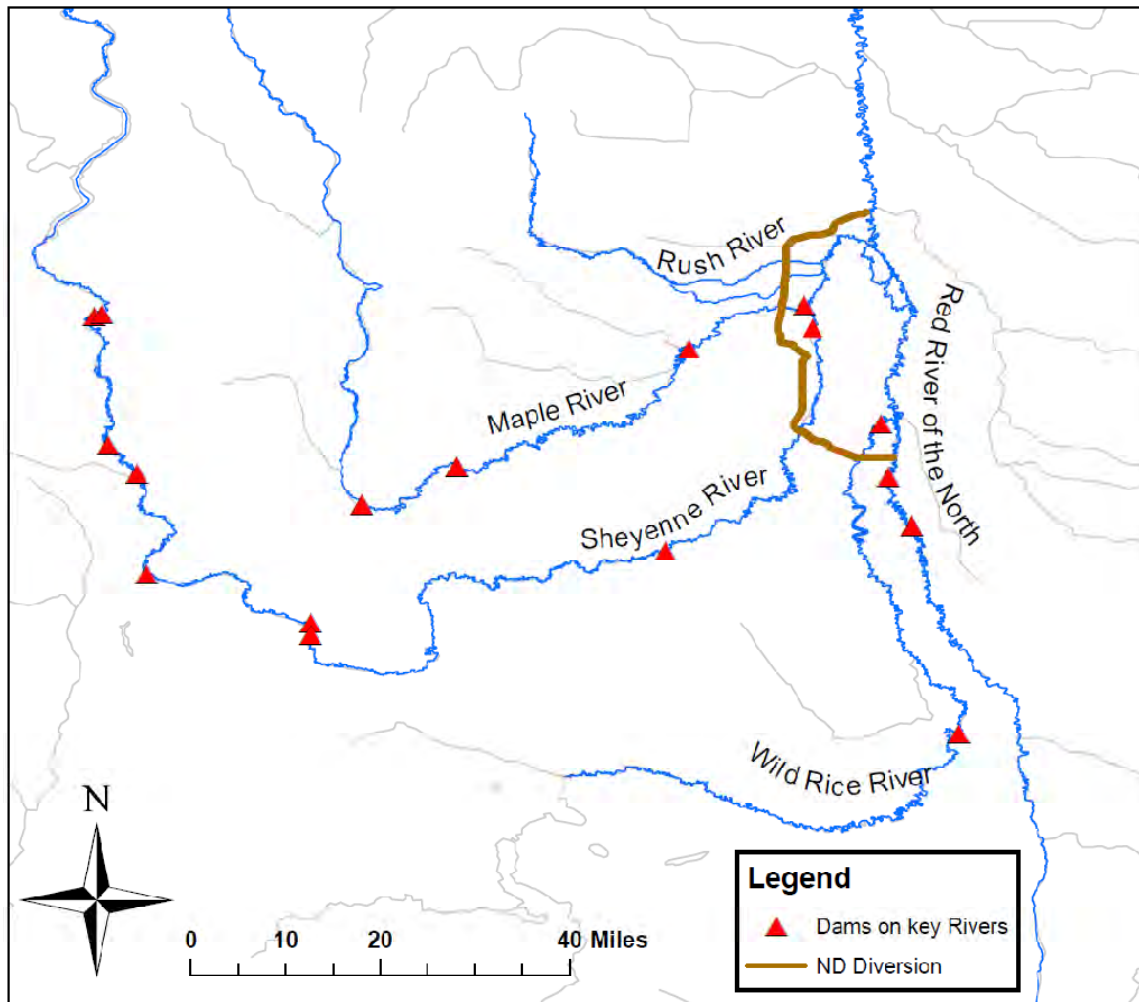 Rush River
Red River of the North
Maple River
Sheyenne River
Wild Rice River
N
0 10 20 40 Miles
Legend
Dams on key Rivers
ND Diversion